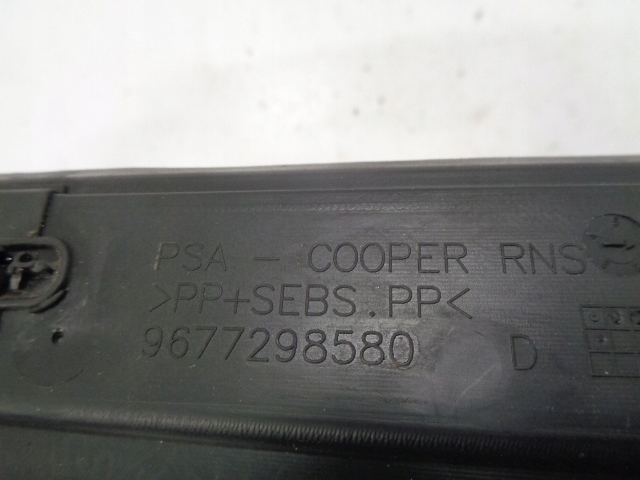 PSA - COOPER RNS
>PP+SEBS.PP<
9677298580 D